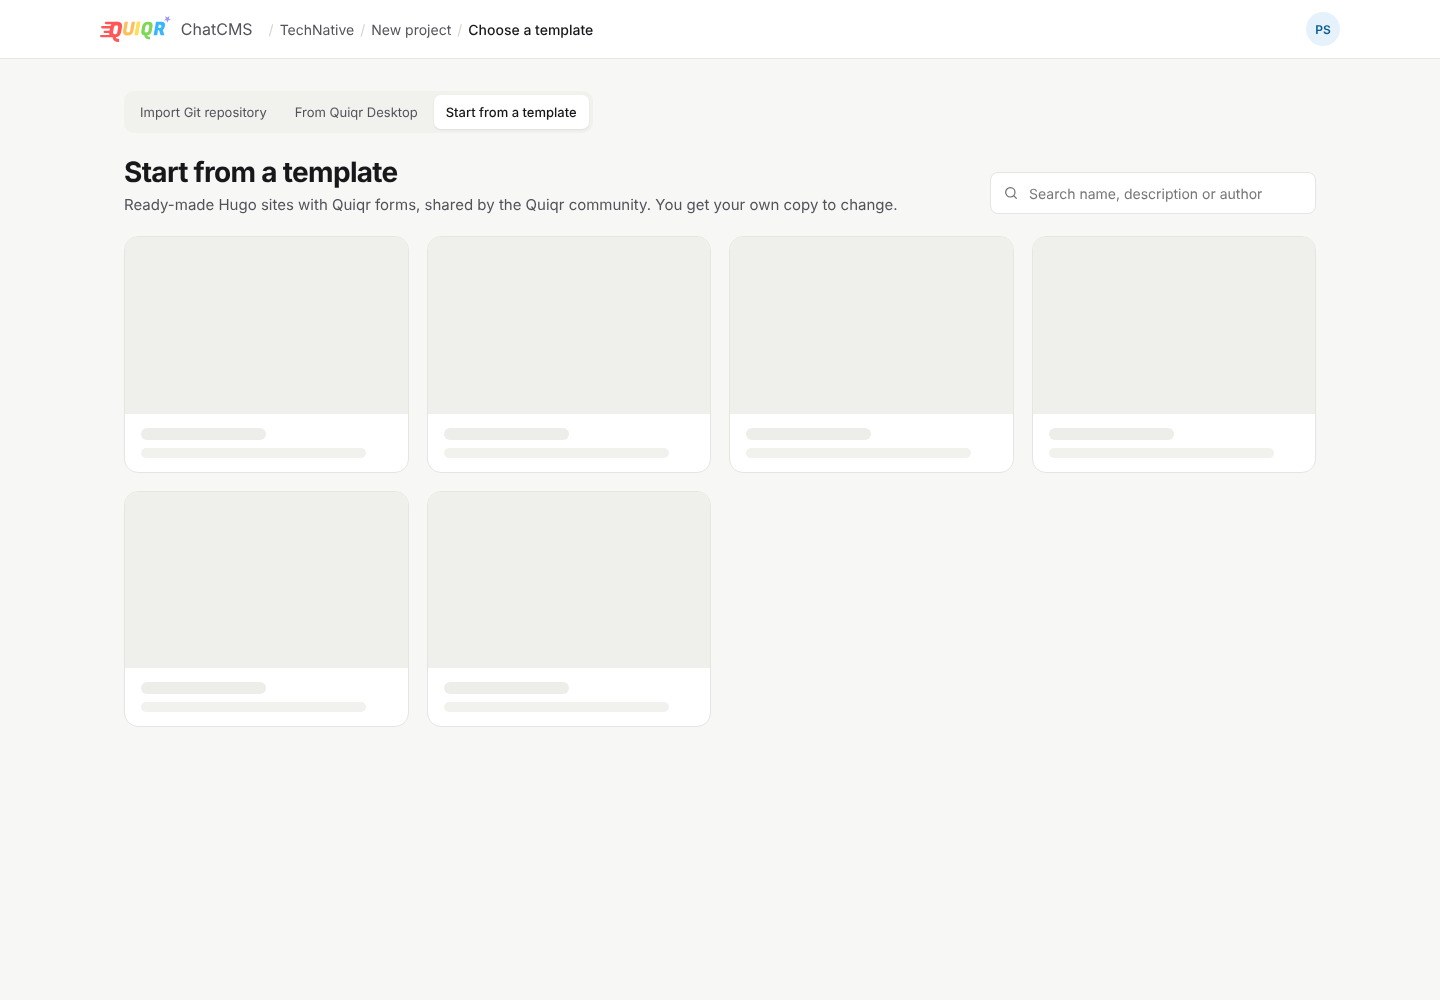 QUIQR ChatCMS / TechNative / New project / Choose a template
PS
Import Git repository From Quiqr Desktop Start from a template
Start from a template
Ready-made Hugo sites with Quiqr forms, shared by the Quiqr community. You get your own copy to change.
Search name, description or author